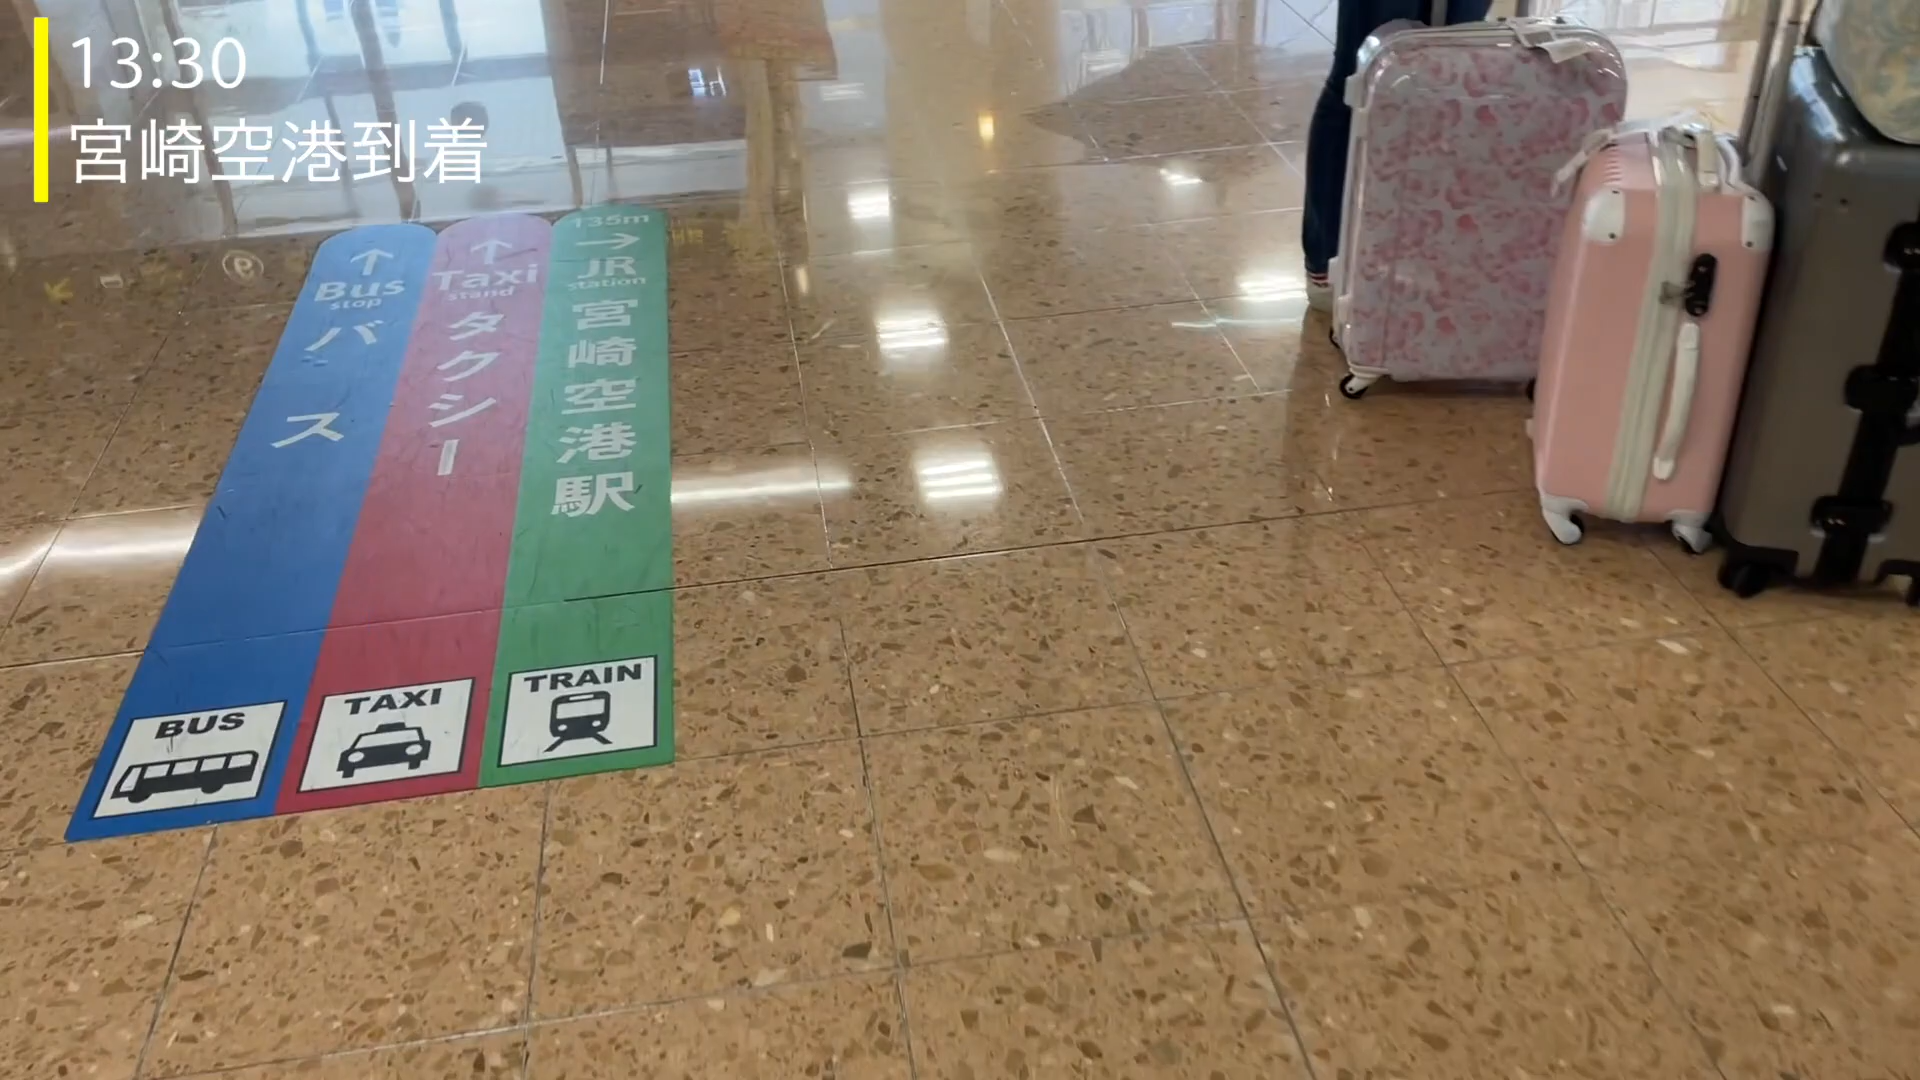 13:30
宮崎空港到着
↑
Bus
stop
バス
BUS
↑
Taxi
stand
タクシー
TAXI
135m
→
JR
station
宮崎空港駅
TRAIN